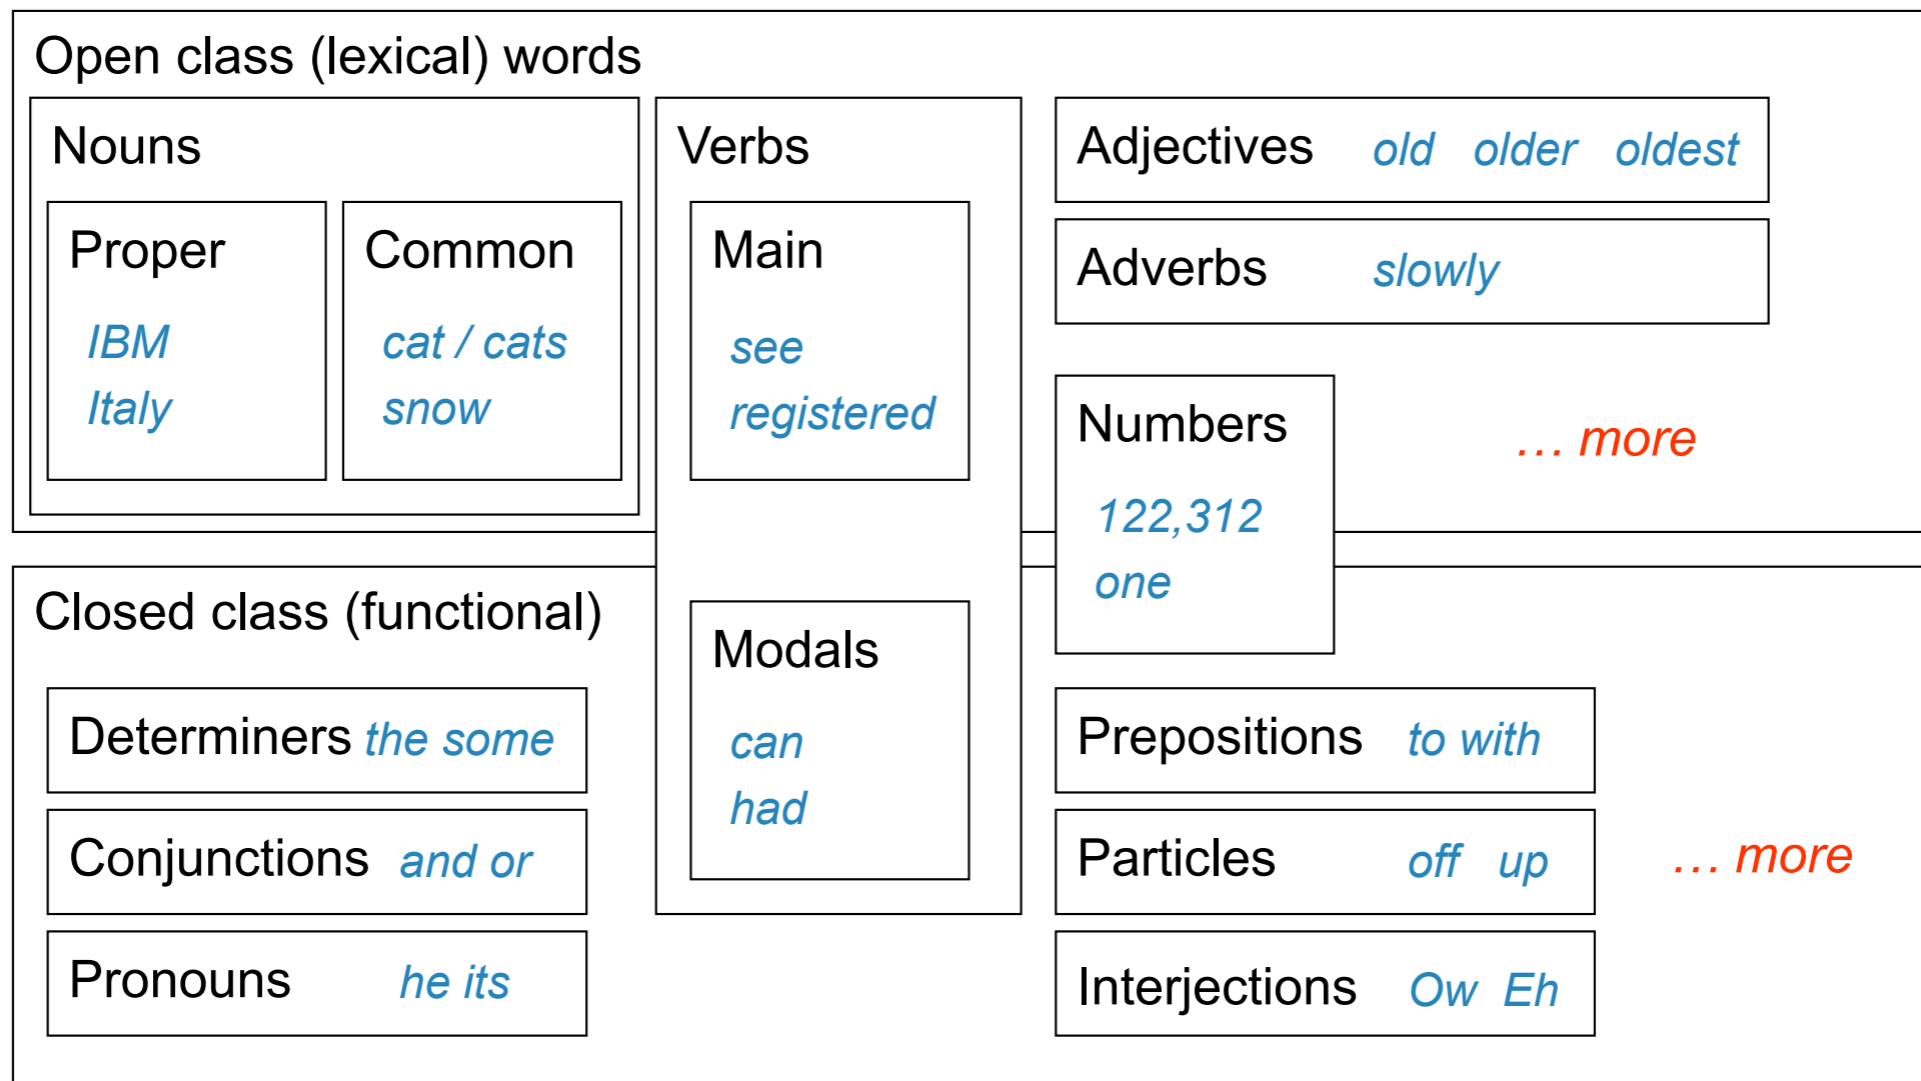 Open class (lexical) words
Nouns
Proper
IBM
Italy
Common
cat / cats
snow
Verbs
Main
see
registered
Adjectives old older oldest
Adverbs slowly
Numbers
122,312
one
… more
Closed class (functional)
Determiners the some
Conjunctions and or
Pronouns he its
Modals
can
had
Prepositions to with
Particles off up
Interjections Ow Eh
… more